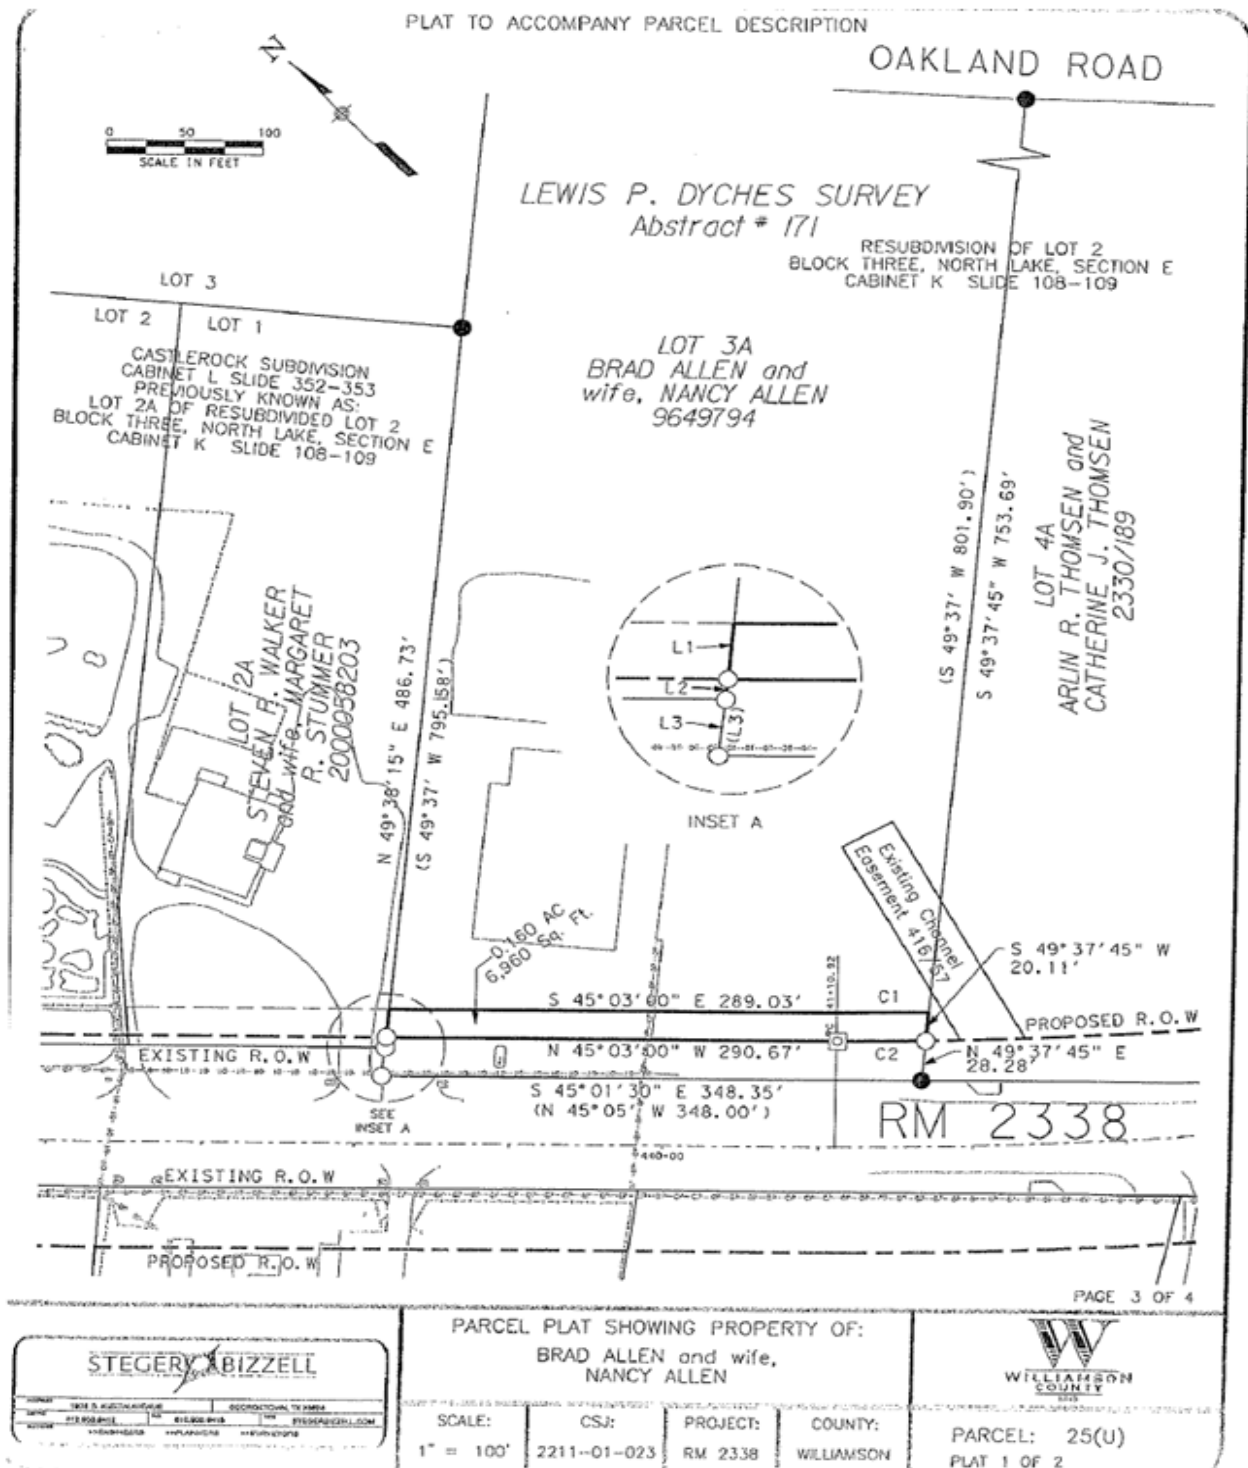 PLAT TO ACCOMPANY PARCEL DESCRIPTION
OAKLAND ROAD
N
0 50 100
SCALE IN FEET
LEWIS P. DYCHES SURVEY
Abstract # 171
RESUBDIVISION OF LOT 2
BLOCK THREE, NORTH LAKE, SECTION E
CABINET K SLIDE 108-109
LOT 3
LOT 2 LOT 1
CASTLEROCK SUBDIVISION
CABINET L SLIDE 352-353
PREVIOUSLY KNOWN AS:
LOT 2A OF RESUBDIVIDED LOT 2
BLOCK THREE, NORTH LAKE, SECTION E
CABINET K SLIDE 108-109
LOT 3A
BRAD ALLEN and
wife, NANCY ALLEN
9649794
LOT 2A
STEVEN R. WALKER
and wife, MARGARET
R. STUMMER
2000058203
N 49°38'15" E 486.73'
(S 49°37' W 795.58')
L1
L2
L3
(L3)
INSET A
(S 49°37' W 801.90')
S 49°37'45" W 753.69'
LOT 4A
ARLIN R. THOMSEN and
CATHERINE J. THOMSEN
2330/189
Existing Channel
Easement 416/67
0.160 AC
6,960 Sq. Ft.
S 45°03'00" E 289.03'
C1
41+10.92
S 49°37'45" W
20.11'
PROPOSED R.O.W
EXISTING R.O.W
N 45°03'00" W 290.67'
C2
N 49°37'45" E
28.28'
S 45°01'30" E 348.35'
(N 45°05' W 348.00')
SEE
INSET A
RM 2338
440+00
EXISTING R.O.W
PROPOSED R.O.W
PAGE 3 OF 4
STEGER BIZZELL
PARCEL PLAT SHOWING PROPERTY OF:
BRAD ALLEN and wife,
NANCY ALLEN
SCALE:
1" = 100'
CSJ:
2211-01-023
PROJECT:
RM 2338
COUNTY:
WILLIAMSON
WILLIAMSON
COUNTY
PARCEL: 25(U)
PLAT 1 OF 2